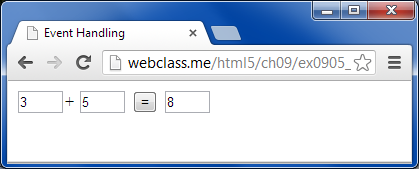 Event Handling
webclass.me/html5/ch09/ex0905_
3 + 5 = 8